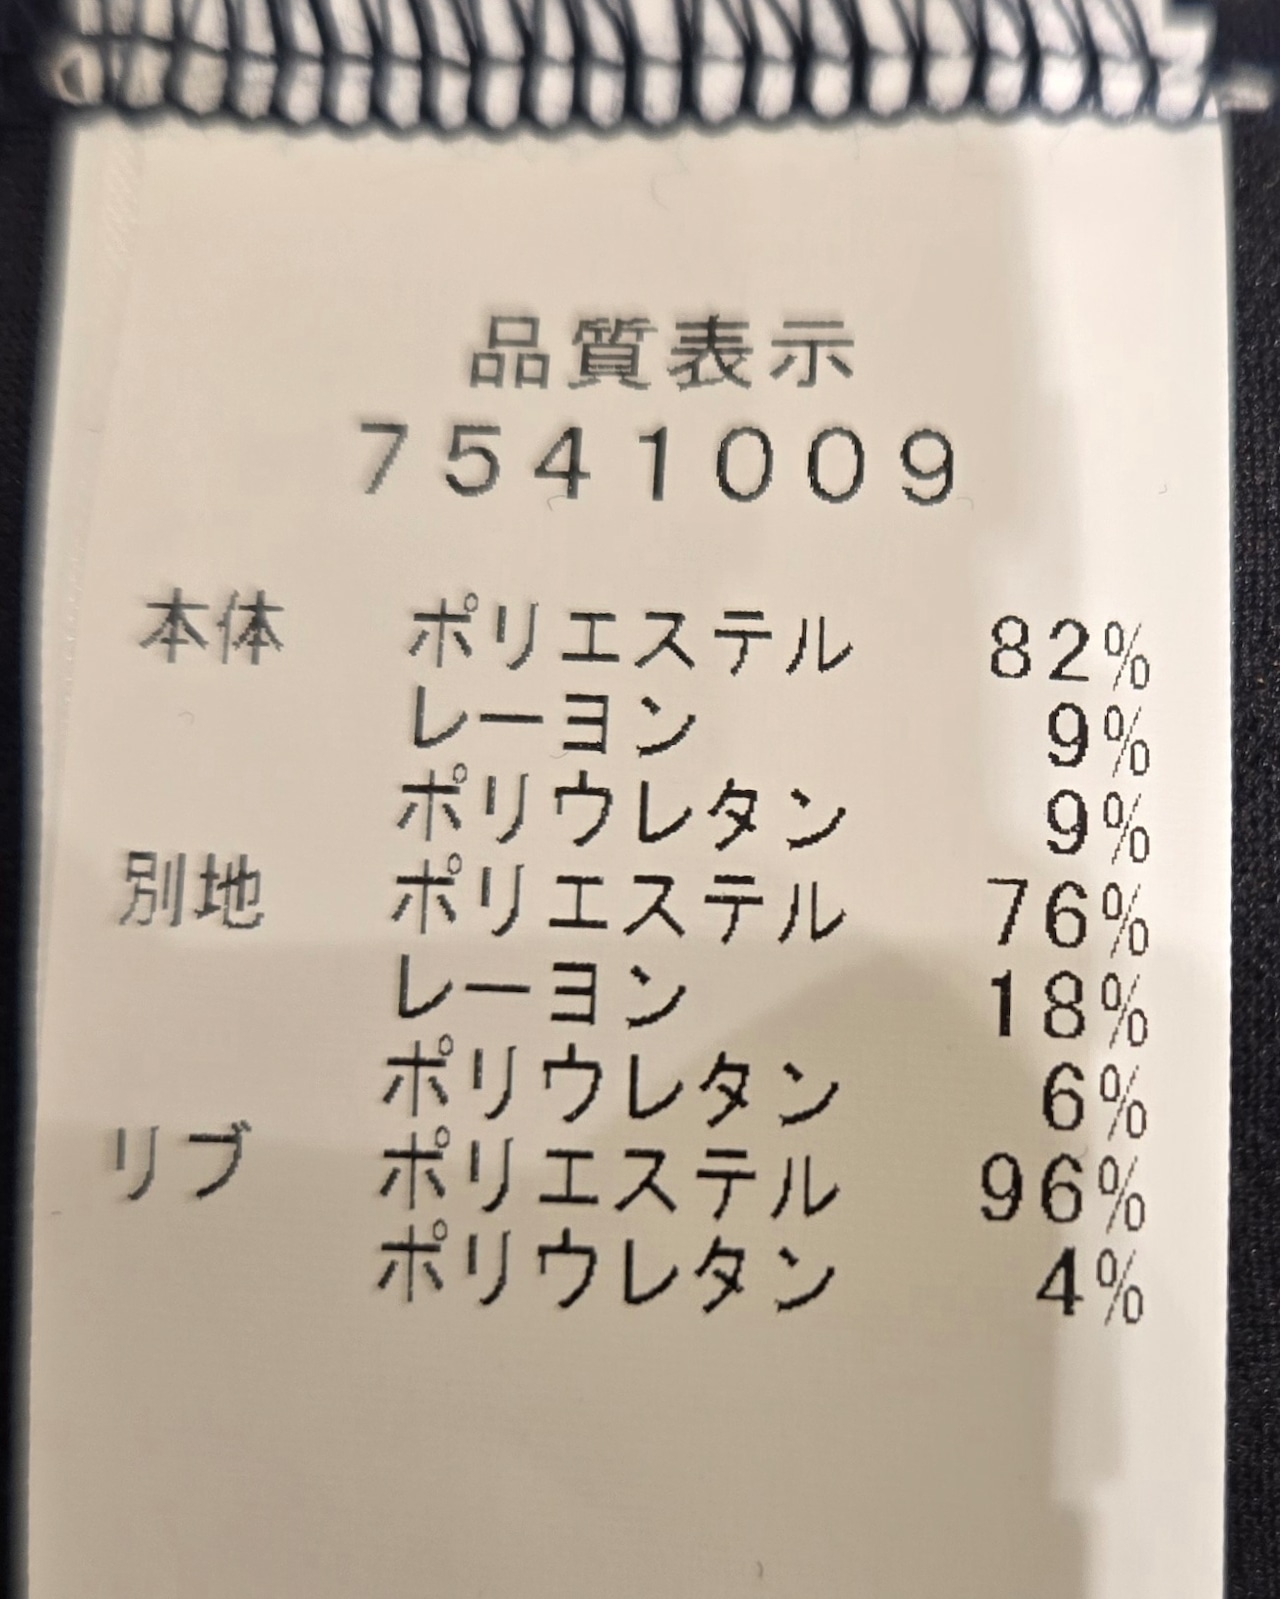 品質表示
7541009
本体 ポリエステル 82%
レーヨン 9%
ポリウレタン 9%
別地 ポリエステル 76%
レーヨン 18%
ポリウレタン 6%
リブ ポリエステル 96%
ポリウレタン 4%